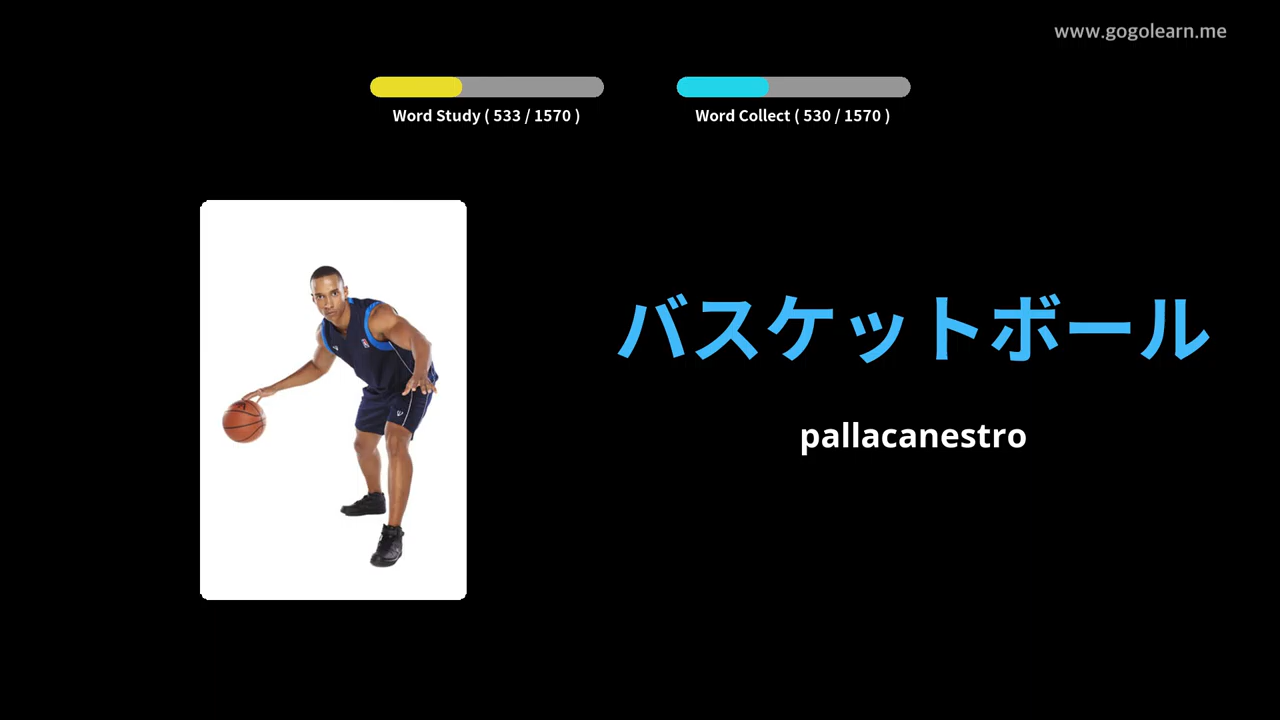 www.gogolearn.me
Word Study ( 533 / 1570 )
Word Collect ( 530 / 1570 )
バスケットボール
pallacanestro